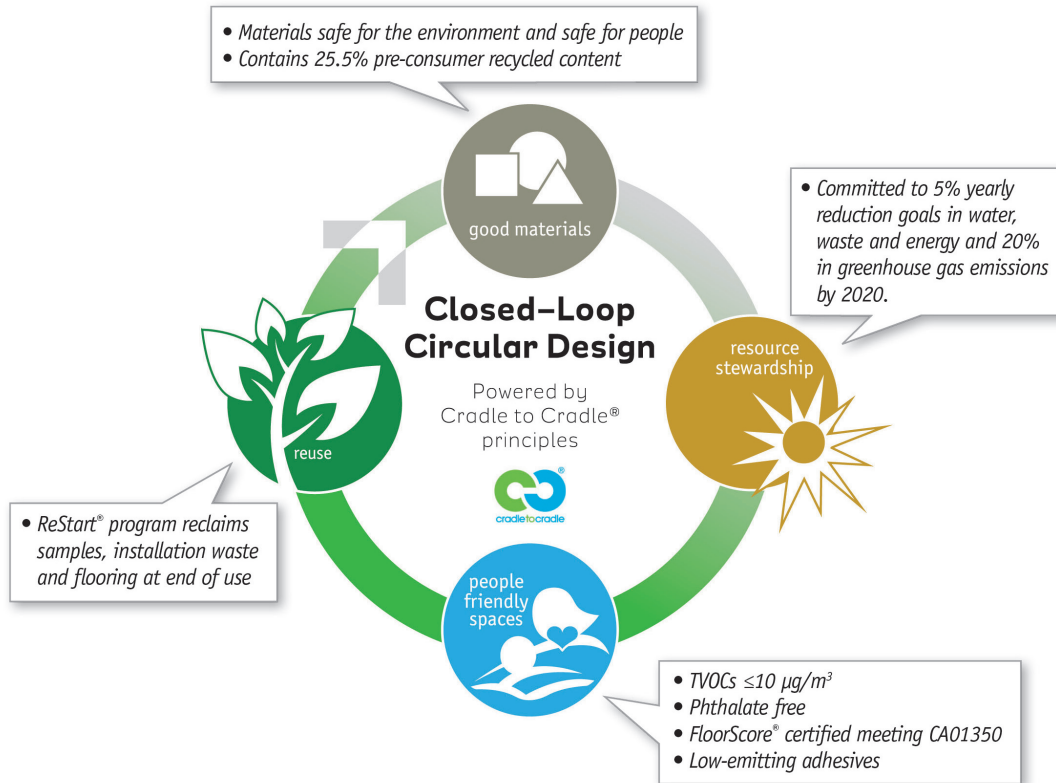 • Materials safe for the environment and safe for people
• Contains 25.5% pre-consumer recycled content
good materials
• Committed to 5% yearly
reduction goals in water,
waste and energy and 20%
in greenhouse gas emissions
by 2020.
resource
stewardship
Closed–Loop
Circular Design
Powered by
Cradle to Cradle®
principles
®
cradletocradle
reuse
• ReStart® program reclaims
samples, installation waste
and flooring at end of use
people
friendly
spaces
• TVOCs ≤10 µg/m³
• Phthalate free
• FloorScore® certified meeting CA01350
• Low-emitting adhesives